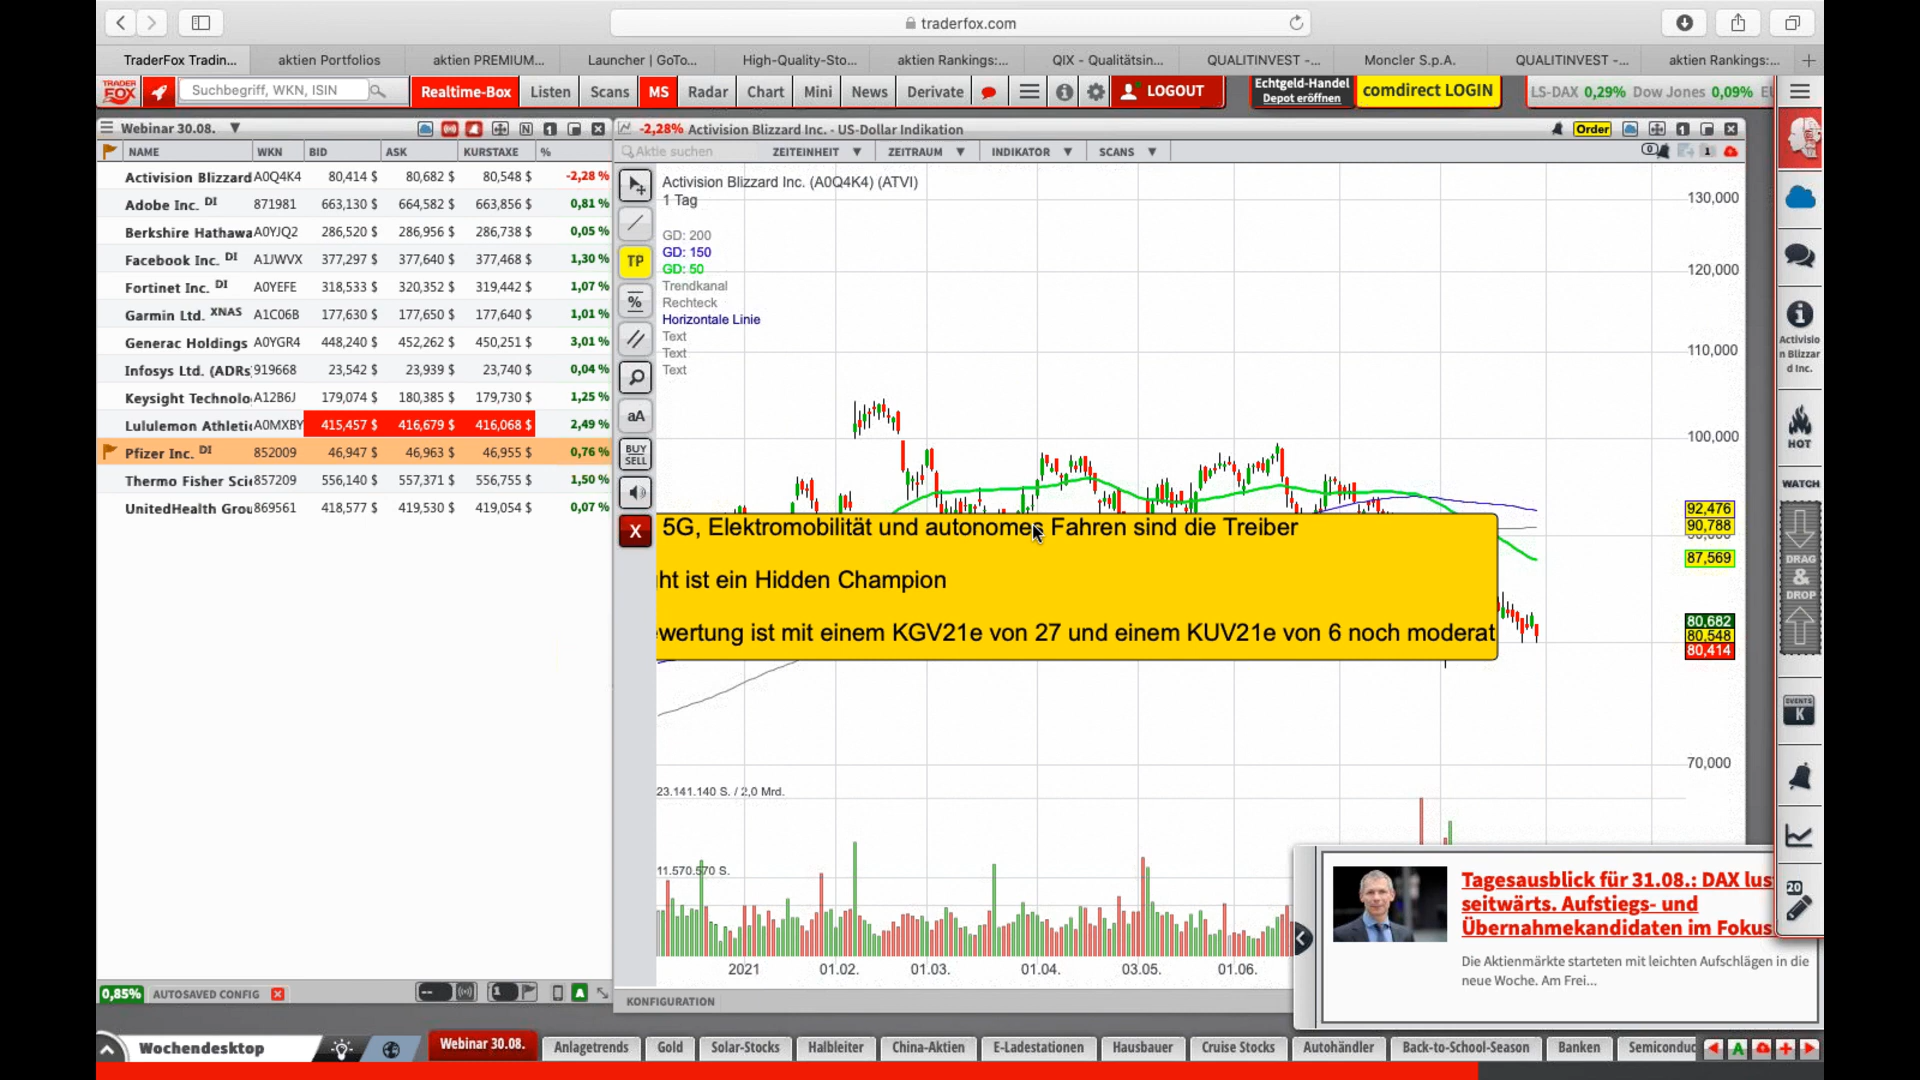 traderfox.com
TraderFox Tradin...
aktien Portfolios
aktien PREMIUM...
Launcher | GoTo...
High-Quality-Sto...
aktien Rankings:...
QIX - Qualitätsin...
QUALITINVEST -...
Moncler S.p.A.
QUALITINVEST -...
aktien Rankings:...
TRADER FOX
Suchbegriff, WKN, ISIN
Realtime-Box
Listen
Scans
MS
Radar
Chart
Mini
News
Derivate
LOGOUT
Echtgeld-Handel
Depot eröffnen
comdirect LOGIN
LS-DAX 0,29% Dow Jones 0,09%
Webinar 30.08.
NAME WKN BID ASK KURSTAXE %
Activision Blizzard A0Q4K4 80,414 $ 80,682 $ 80,548 $ -2,28 %
Adobe Inc. DI 871981 663,130 $ 664,582 $ 663,856 $ 0,81 %
Berkshire Hathawa A0YJQ2 286,520 $ 286,956 $ 286,738 $ 0,05 %
Facebook Inc. DI A1JWVX 377,297 $ 377,640 $ 377,468 $ 1,30 %
Fortinet Inc. DI A0YEFE 318,533 $ 320,352 $ 319,442 $ 1,07 %
Garmin Ltd. XNAS A1C06B 177,630 $ 177,650 $ 177,640 $ 1,01 %
Generac Holdings A0YGR4 448,240 $ 452,262 $ 450,251 $ 3,01 %
Infosys Ltd. (ADRs 919668 23,542 $ 23,939 $ 23,740 $ 0,04 %
Keysight Technolo A12B6J 179,074 $ 180,385 $ 179,730 $ 1,25 %
Lululemon Athleti A0MXBY 415,457 $ 416,679 $ 416,068 $ 2,49 %
Pfizer Inc. DI 852009 46,947 $ 46,963 $ 46,955 $ 0,76 %
Thermo Fisher Scie 857209 556,140 $ 557,371 $ 556,755 $ 1,50 %
UnitedHealth Grou 869561 418,577 $ 419,530 $ 419,054 $ 0,07 %
-2,28% Activision Blizzard Inc. - US-Dollar Indikation
Order
Aktie suchen
ZEITEINHEIT
ZEITRAUM
INDIKATOR
SCANS
Activision Blizzard Inc. (A0Q4K4) (ATVI)
1 Tag
GD: 200
GD: 150
GD: 50
Trendkanal
Rechteck
Horizontale Linie
Text
Text
Text
TP
%
aA
BUY
SELL
X
5G, Elektromobilität und autonomes Fahren sind die Treiber
ht ist ein Hidden Champion
ewertung ist mit einem KGV21e von 27 und einem KUV21e von 6 noch moderat
130,000
120,000
110,000
100,000
92,476
90,788
87,569
80,682
80,548
80,414
70,000
23.141.140 S. / 2,0 Mrd.
11.570.570 S.
2021 01.02. 01.03. 01.04. 03.05. 01.06.
KONFIGURATION
Activisio
n Blizzar
d Inc.
HOT
WATCH
DRAG
&
DROP
EVENTS
K
20
Tagesausblick für 31.08.: DAX lus
seitwärts. Aufstiegs- und
Übernahmekandidaten im Fokus
Die Aktienmärkte starteten mit leichten Aufschlägen in die
neue Woche. Am Frei...
0,85% AUTOSAVED CONFIG
Wochendesktop
Webinar 30.08.
Anlagetrends
Gold
Solar-Stocks
Halbleiter
China-Aktien
E-Ladestationen
Hausbauer
Cruise Stocks
Autohändler
Back-to-School-Season
Banken
Semiconduc